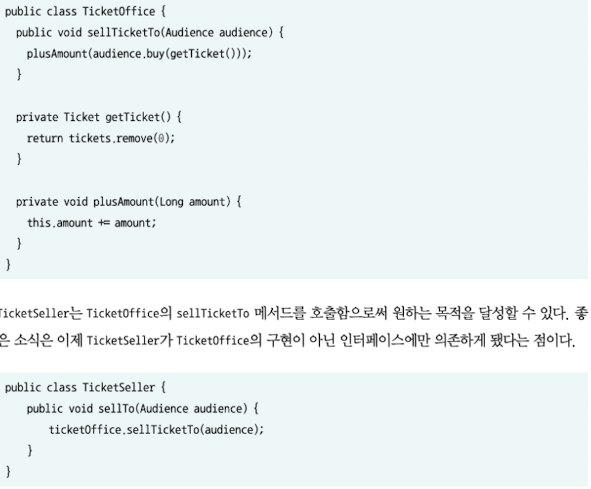 public class TicketOffice {
public void sellTicketTo(Audience audience) {
plusAmount(audience.buy(getTicket()));
}
private Ticket getTicket() {
return tickets.remove(0);
}
private void plusAmount(Long amount) {
this.amount += amount;
}
}
TicketSeller는 TicketOffice의 sellTicketTo 메서드를 호출함으로써 원하는 목적을 달성할 수 있다. 좋
은 소식은 이제 TicketSeller가 TicketOffice의 구현이 아닌 인터페이스에만 의존하게 됐다는 점이다.
public class TicketSeller {
public void sellTo(Audience audience) {
ticketOffice.sellTicketTo(audience);
}
}